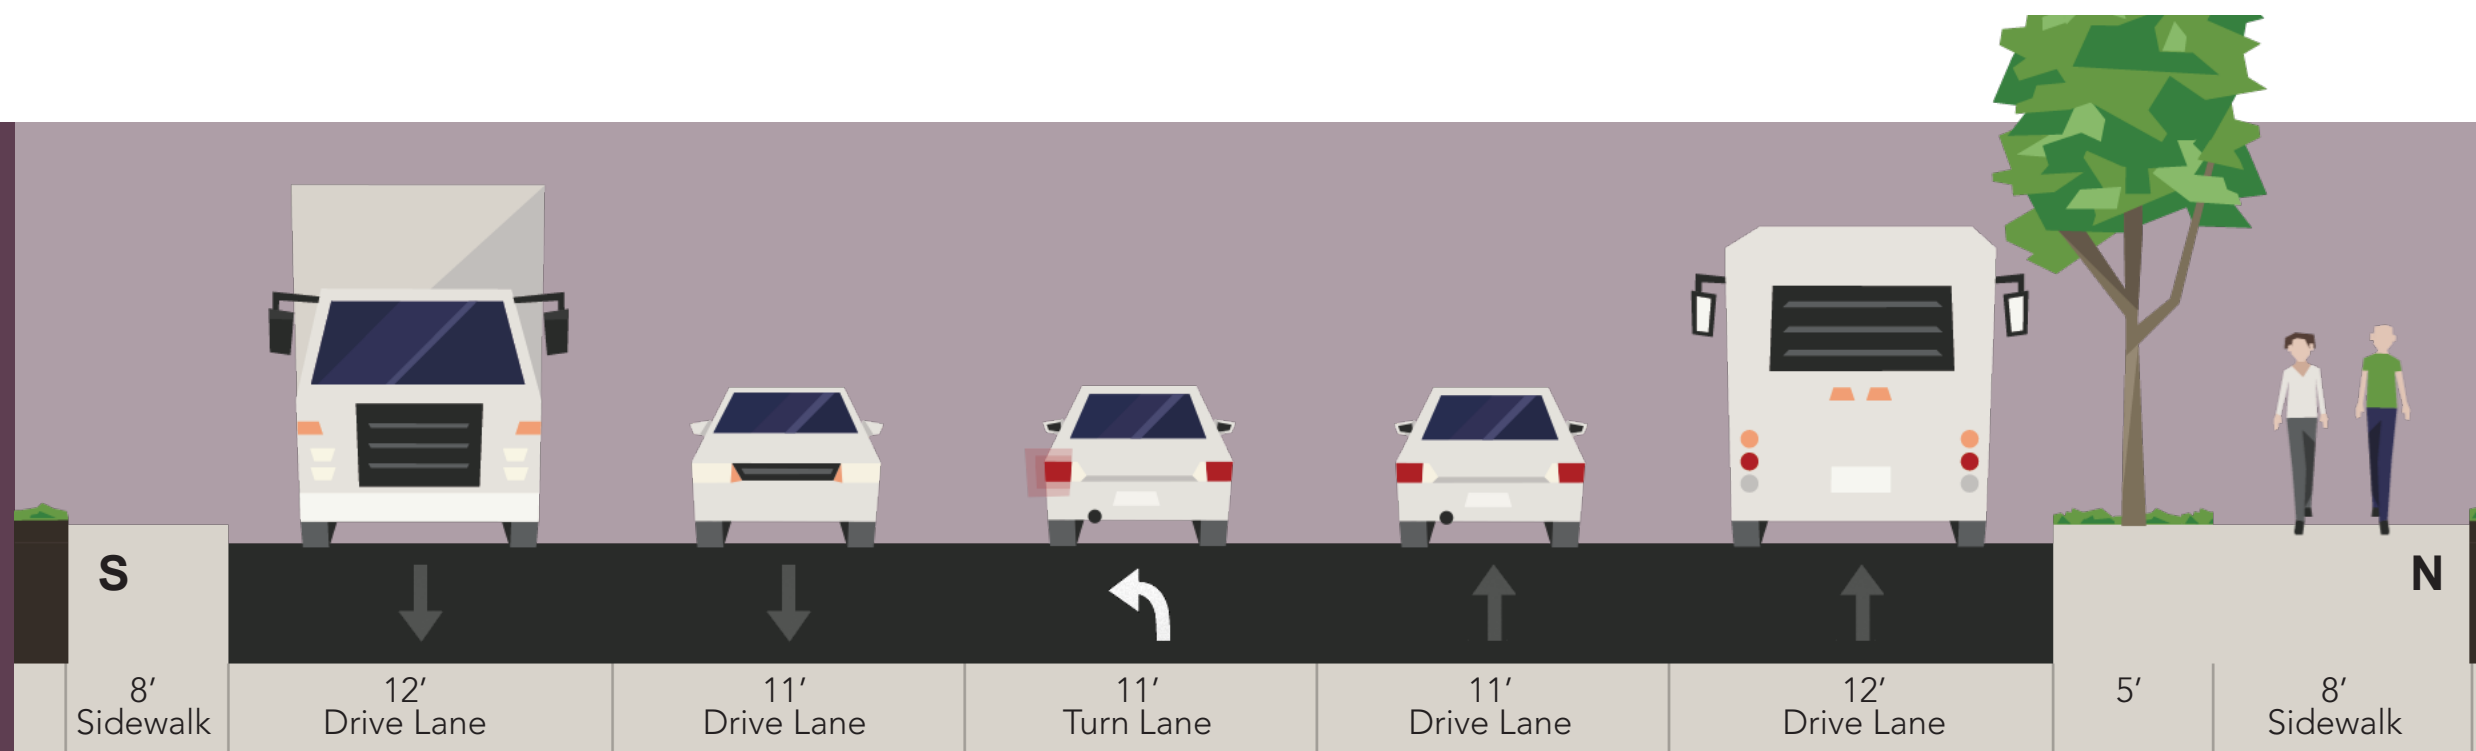 S
N
8′
Sidewalk
12′
Drive Lane
11′
Drive Lane
11′
Turn Lane
11′
Drive Lane
12′
Drive Lane
5′
8′
Sidewalk